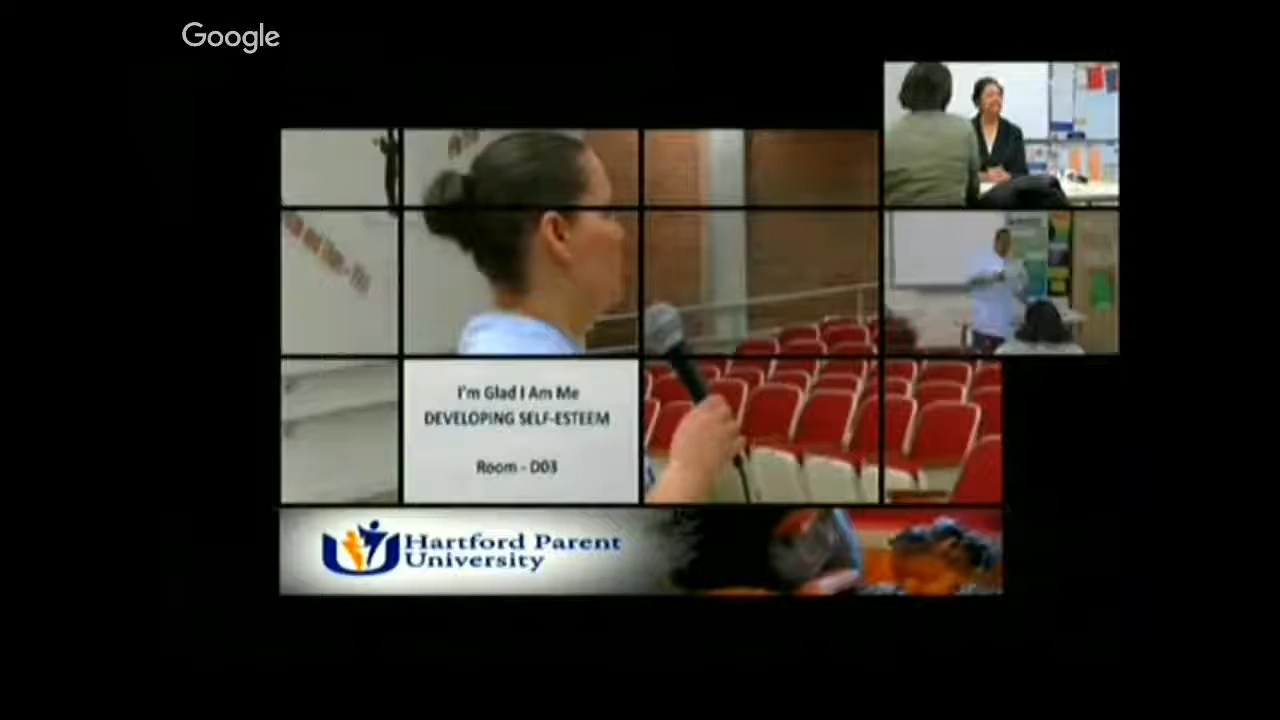 Google
I'm Glad I Am Me
DEVELOPING SELF-ESTEEM
Room - D03
Hartford Parent
University